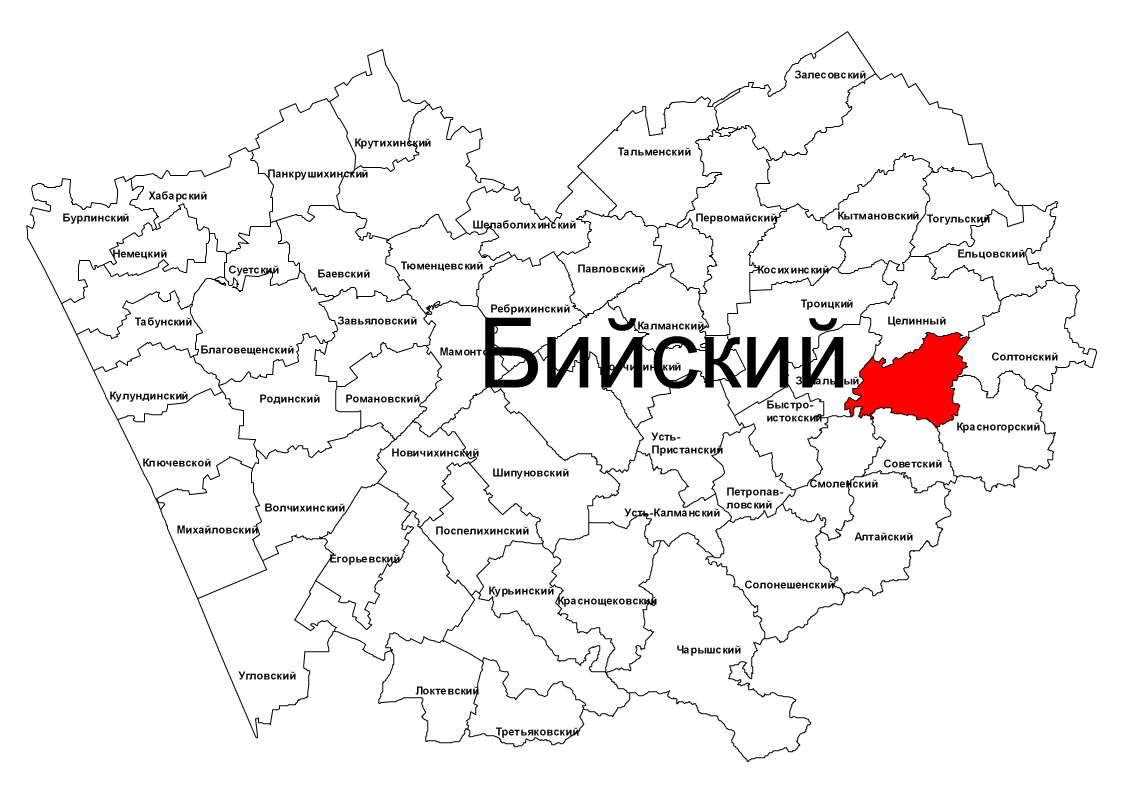 Залесовский
Крутихинский
Тальменский
Панкрушихинский
Хабарский
Бурлинский
Шелаболихинский
Первомайский
Кытмановский
Тогульский
Немецкий
Суетский
Баевский
Тюменцевский
Павловский
Косихинский
Ельцовский
Табунский
Завьяловский
Ребрихинский
Калманский
Троицкий
Целинный
Благовещенский
Бийский
Солтонский
Кулундинский
Родинский
Романовский
Быстро-
истокский
Красногорский
Ключевской
Новичихинский
Шипуновский
Усть-
Пристанский
Советский
Смоленский
Петропав-
ловский
Волчихинский
Михайловский
Поспелихинский
Усть-Калманский
Алтайский
Егорьевский
Курьинский
Краснощековский
Солонешенский
Чарышский
Угловский
Локтевский
Третьяковский